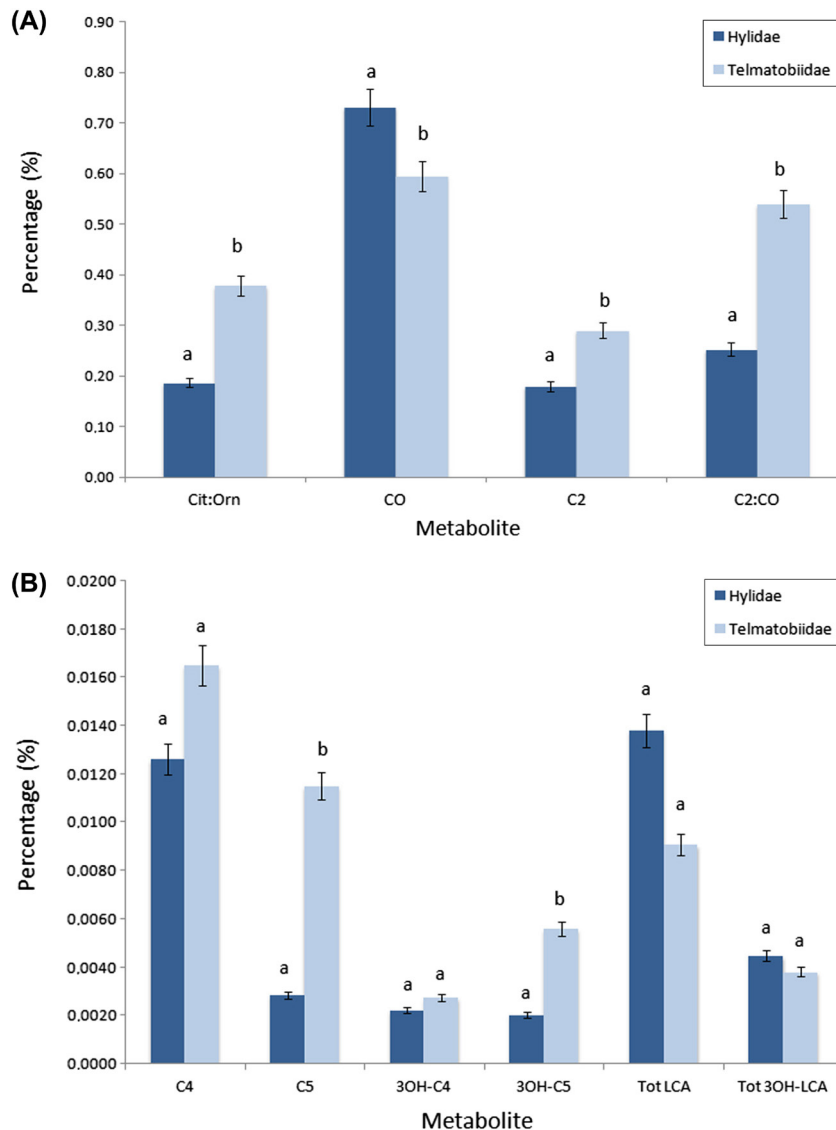 (A)
0.90
0.80
0.70
0.60
0.50
0.40
0.30
0.20
0.10
0.00
Percentage (%)
Hylidae
Telmatobiidae
a
b
a
b
a
b
a
b
Cit:Orn CO C2 C2:CO
Metabolite
(B)
0.0200
0.0180
0.0160
0.0140
0.0120
0.0100
0.0080
0.0060
0.0040
0.0020
0.0000
Percentage (%)
Hylidae
Telmatobiidae
a
a
a
b
a
a
a
b
a
a
a
a
C4 C5 3OH-C4 3OH-C5 Tot LCA Tot 3OH-LCA
Metabolite